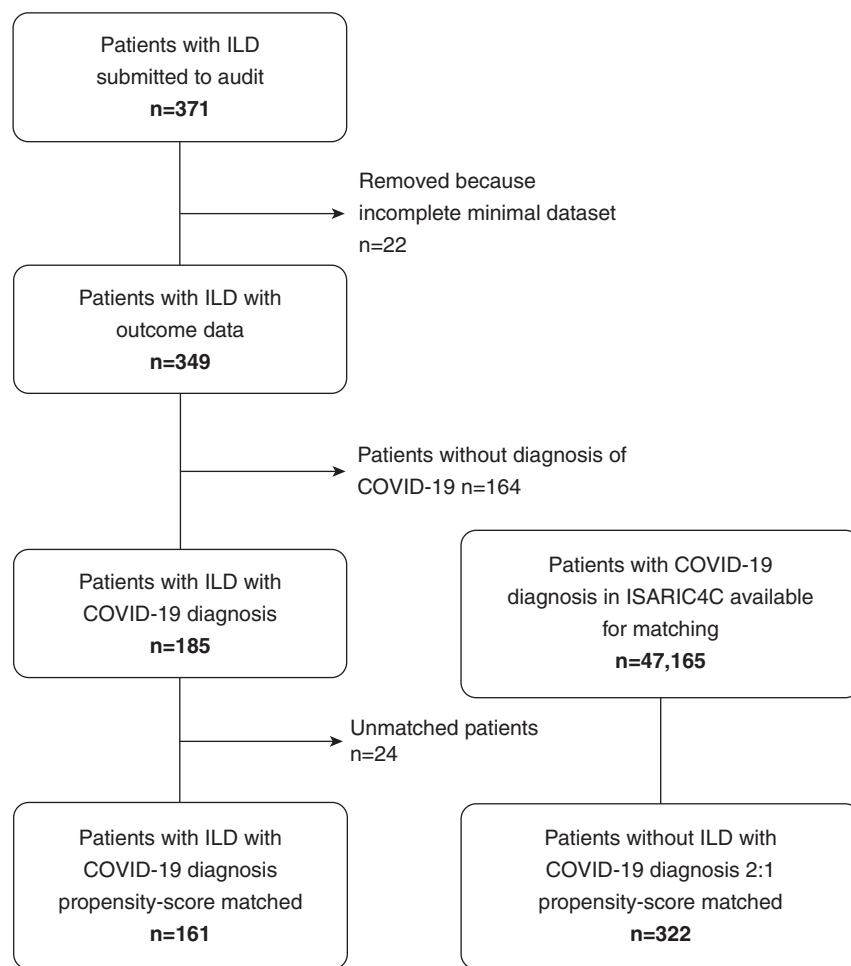 Patients with ILD
submitted to audit
n=371
Removed because
incomplete minimal dataset
n=22
Patients with ILD with
outcome data
n=349
Patients without diagnosis of
COVID-19 n=164
Patients with ILD with
COVID-19 diagnosis
n=185
Patients with COVID-19
diagnosis in ISARIC4C available
for matching
n=47,165
Unmatched patients
n=24
Patients with ILD with
COVID-19 diagnosis
propensity-score matched
n=161
Patients without ILD with
COVID-19 diagnosis 2:1
propensity-score matched
n=322